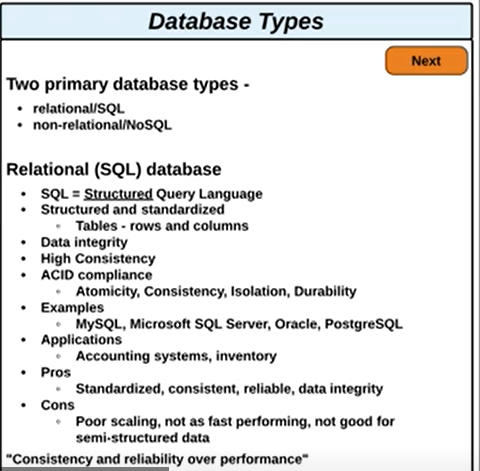 Database Types
Next
Two primary database types -
• relational/SQL
• non-relational/NoSQL
Relational (SQL) database
• SQL = Structured Query Language
• Structured and standardized
◦ Tables - rows and columns
• Data integrity
• High Consistency
• ACID compliance
◦ Atomicity, Consistency, Isolation, Durability
• Examples
◦ MySQL, Microsoft SQL Server, Oracle, PostgreSQL
• Applications
◦ Accounting systems, inventory
• Pros
◦ Standardized, consistent, reliable, data integrity
• Cons
◦ Poor scaling, not as fast performing, not good for
semi-structured data
"Consistency and reliability over performance"